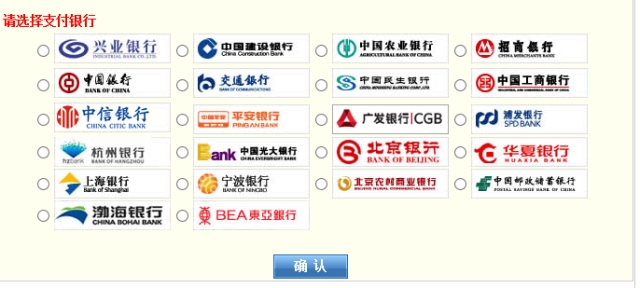 请选择支付银行
兴业银行 中国建设银行 中国农业银行 招商银行
INDUSTRIAL BANK CO.,LTD. China Construction Bank AGRICULTURAL BANK OF CHINA CHINA MERCHANTS BANK
中国银行 交通银行 中国民生银行 中国工商银行
BANK OF CHINA BANK OF COMMUNICATIONS CHINA MINSHENG BANKING CORP.,LTD. INDUSTRIAL AND COMMERCIAL BANK OF CHINA
中信银行 平安银行 广发银行|CGB 浦发银行
CHINA CITIC BANK PINGAN BANK SPD BANK
杭州银行 Bank 中国光大银行 北京银行 华夏银行
hzbank BANK OF HANGZHOU CHINA EVERBRIGHT BANK BANK OF BEIJING HUAXIA BANK
上海银行 宁波银行 北京农村商业银行 中国邮政储蓄银行
Bank of Shanghai BANK OF NINGBO BEIJING RURAL COMMERCIAL BANK POSTAL SAVINGS BANK OF CHINA
渤海银行 BEA東亞銀行
CHINA BOHAI BANK
确 认